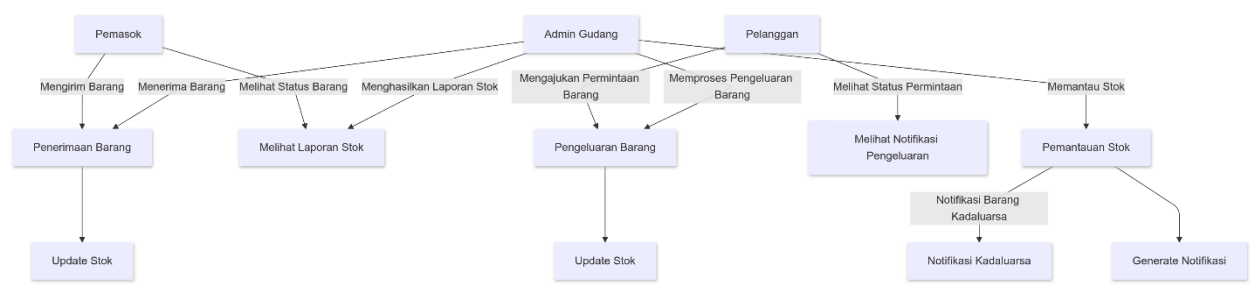 Pemasok
Admin Gudang
Pelanggan
Mengirim Barang
Menerima Barang
Melihat Status Barang
Menghasilkan Laporan Stok
Mengajukan Permintaan
Barang
Memproses Pengeluaran
Barang
Melihat Status Permintaan
Memantau Stok
Penerimaan Barang
Melihat Laporan Stok
Pengeluaran Barang
Melihat Notifikasi
Pengeluaran
Pemantauan Stok
Notifikasi Barang
Kadaluarsa
Update Stok
Update Stok
Notifikasi Kadaluarsa
Generate Notifikasi